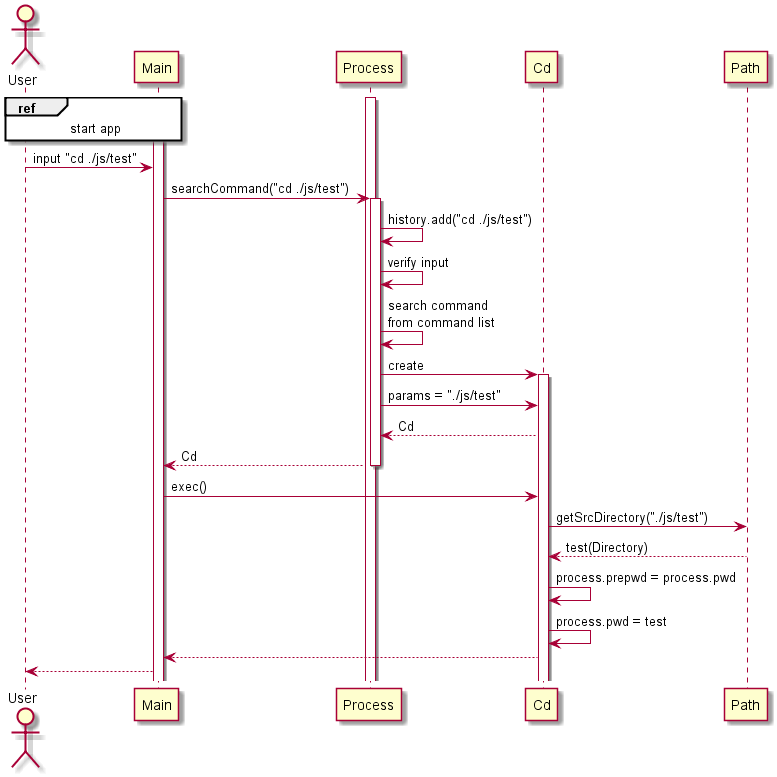 User
Main
Process
Cd
Path
ref
start app
input "cd ./js/test"
searchCommand("cd ./js/test")
history.add("cd ./js/test")
verify input
search command
from command list
create
params = "./js/test"
Cd
Cd
exec()
getSrcDirectory("./js/test")
test(Directory)
process.prepwd = process.pwd
process.pwd = test
User
Main
Process
Cd
Path